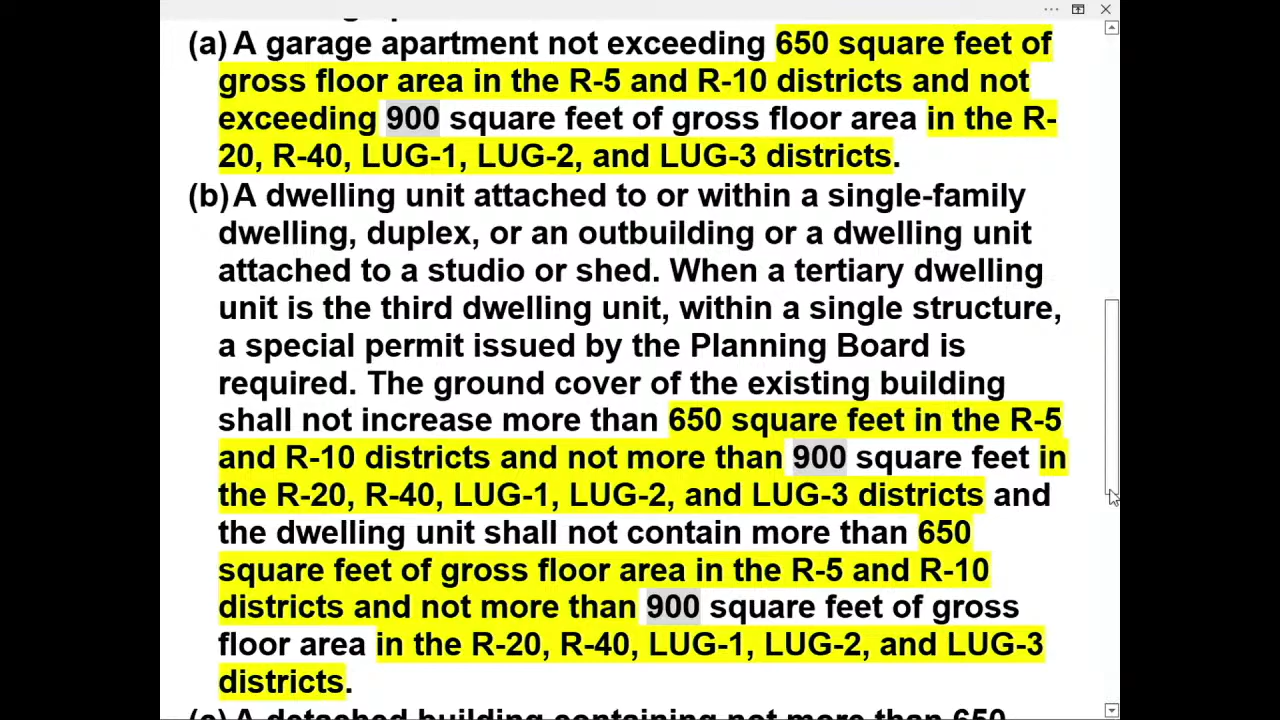 (a) A garage apartment not exceeding 650 square feet of
gross floor area in the R-5 and R-10 districts and not
exceeding 900 square feet of gross floor area in the R-
20, R-40, LUG-1, LUG-2, and LUG-3 districts.
(b) A dwelling unit attached to or within a single-family
dwelling, duplex, or an outbuilding or a dwelling unit
attached to a studio or shed. When a tertiary dwelling
unit is the third dwelling unit, within a single structure,
a special permit issued by the Planning Board is
required. The ground cover of the existing building
shall not increase more than 650 square feet in the R-5
and R-10 districts and not more than 900 square feet in
the R-20, R-40, LUG-1, LUG-2, and LUG-3 districts and
the dwelling unit shall not contain more than 650
square feet of gross floor area in the R-5 and R-10
districts and not more than 900 square feet of gross
floor area in the R-20, R-40, LUG-1, LUG-2, and LUG-3
districts.
(c) A detached building containing not more than 650